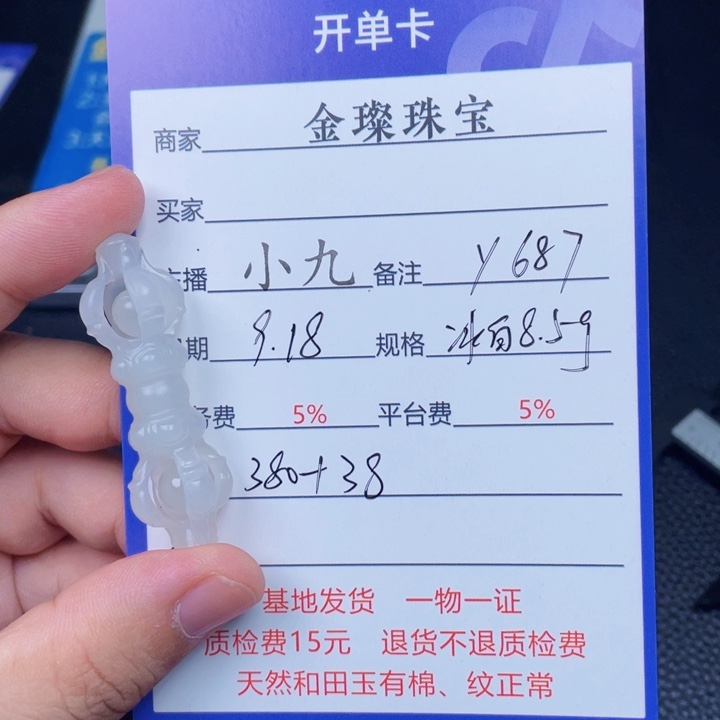 开单卡
商家 金璨珠宝
买家
主播 小九 备注 Y687
期 9.18 规格 冰白8.5g
务费 5% 平台费 5%
380+38
基地发货 一物一证
质检费15元 退货不退质检费
天然和田玉有棉、纹正常